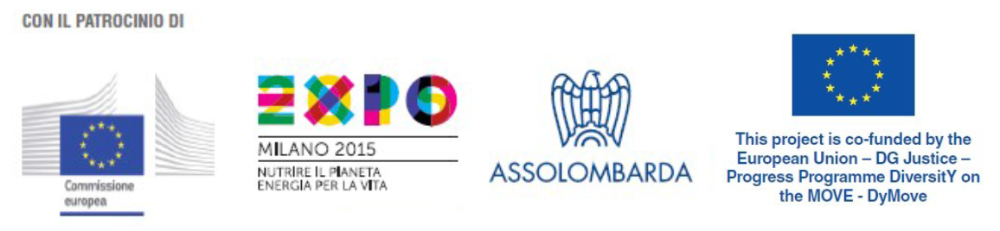 CON IL PATROCINIO DI
Commissione
europea
EXPO
MILANO 2015
NUTRIRE IL PIANETA
ENERGIA PER LA VITA
ASSOLOMBARDA
This project is co-funded by the
European Union – DG Justice –
Progress Programme DiversitY on
the MOVE - DyMove